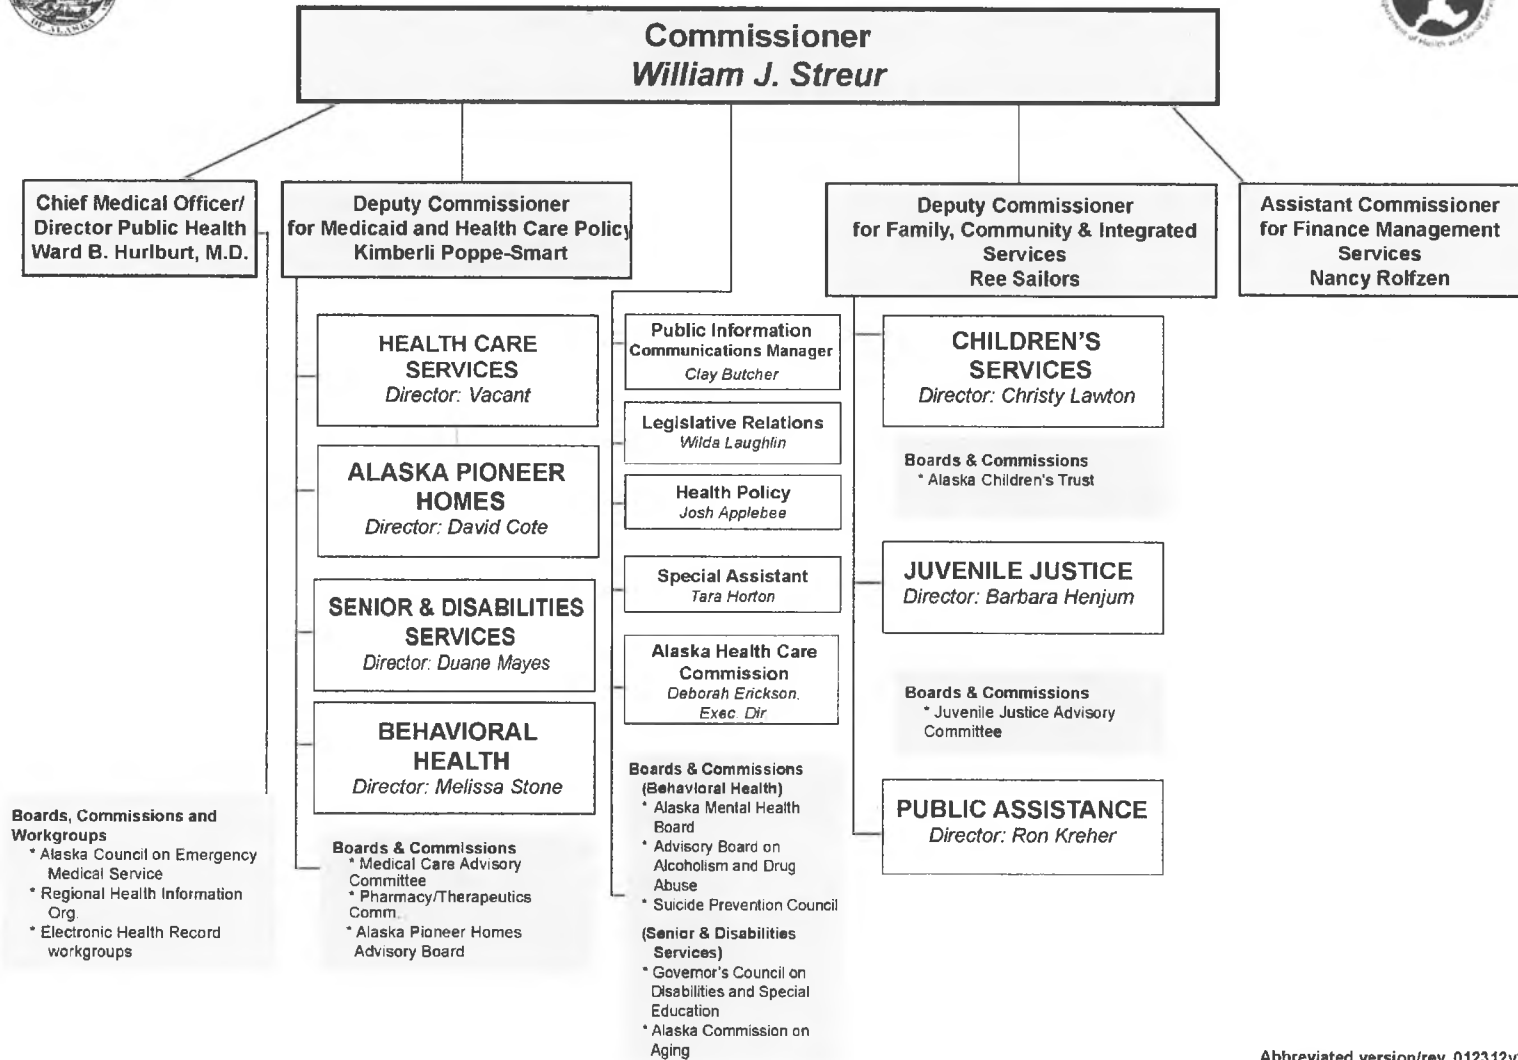 OF ALASKA
Department of Health and Social
Commissioner
William J. Streur
Chief Medical Officer/
Director Public Health
Ward B. Hurlburt, M.D.
Deputy Commissioner
for Medicaid and Health Care Policy
Kimberli Poppe-Smart
Deputy Commissioner
for Family, Community & Integrated
Services
Ree Sailors
Assistant Commissioner
for Finance Management
Services
Nancy Rolfzen
HEALTH CARE
SERVICES
Director: Vacant
ALASKA PIONEER
HOMES
Director: David Cote
SENIOR & DISABILITIES
SERVICES
Director: Duane Mayes
BEHAVIORAL
HEALTH
Director: Melissa Stone
Boards & Commissions
* Medical Care Advisory
Committee
* Pharmacy/Therapeutics
Comm.
* Alaska Pioneer Homes
Advisory Board
Public Information
Communications Manager
Clay Butcher
Legislative Relations
Wilda Laughlin
Health Policy
Josh Applebee
Special Assistant
Tara Horton
Alaska Health Care
Commission
Deborah Erickson,
Exec. Dir
Boards & Commissions
(Behavioral Health)
* Alaska Mental Health
Board
* Advisory Board on
Alcoholism and Drug
Abuse
* Suicide Prevention Council
(Senior & Disabilities
Services)
* Governor's Council on
Disabilities and Special
Education
* Alaska Commission on
Aging
CHILDREN'S
SERVICES
Director: Christy Lawton
Boards & Commissions
* Alaska Children's Trust
JUVENILE JUSTICE
Director: Barbara Henjum
Boards & Commissions
* Juvenile Justice Advisory
Committee
PUBLIC ASSISTANCE
Director: Ron Kreher
Boards, Commissions and
Workgroups
* Alaska Council on Emergency
Medical Service
* Regional Health Information
Org.
* Electronic Health Record
workgroups
Abbreviated version/rev. 012312v